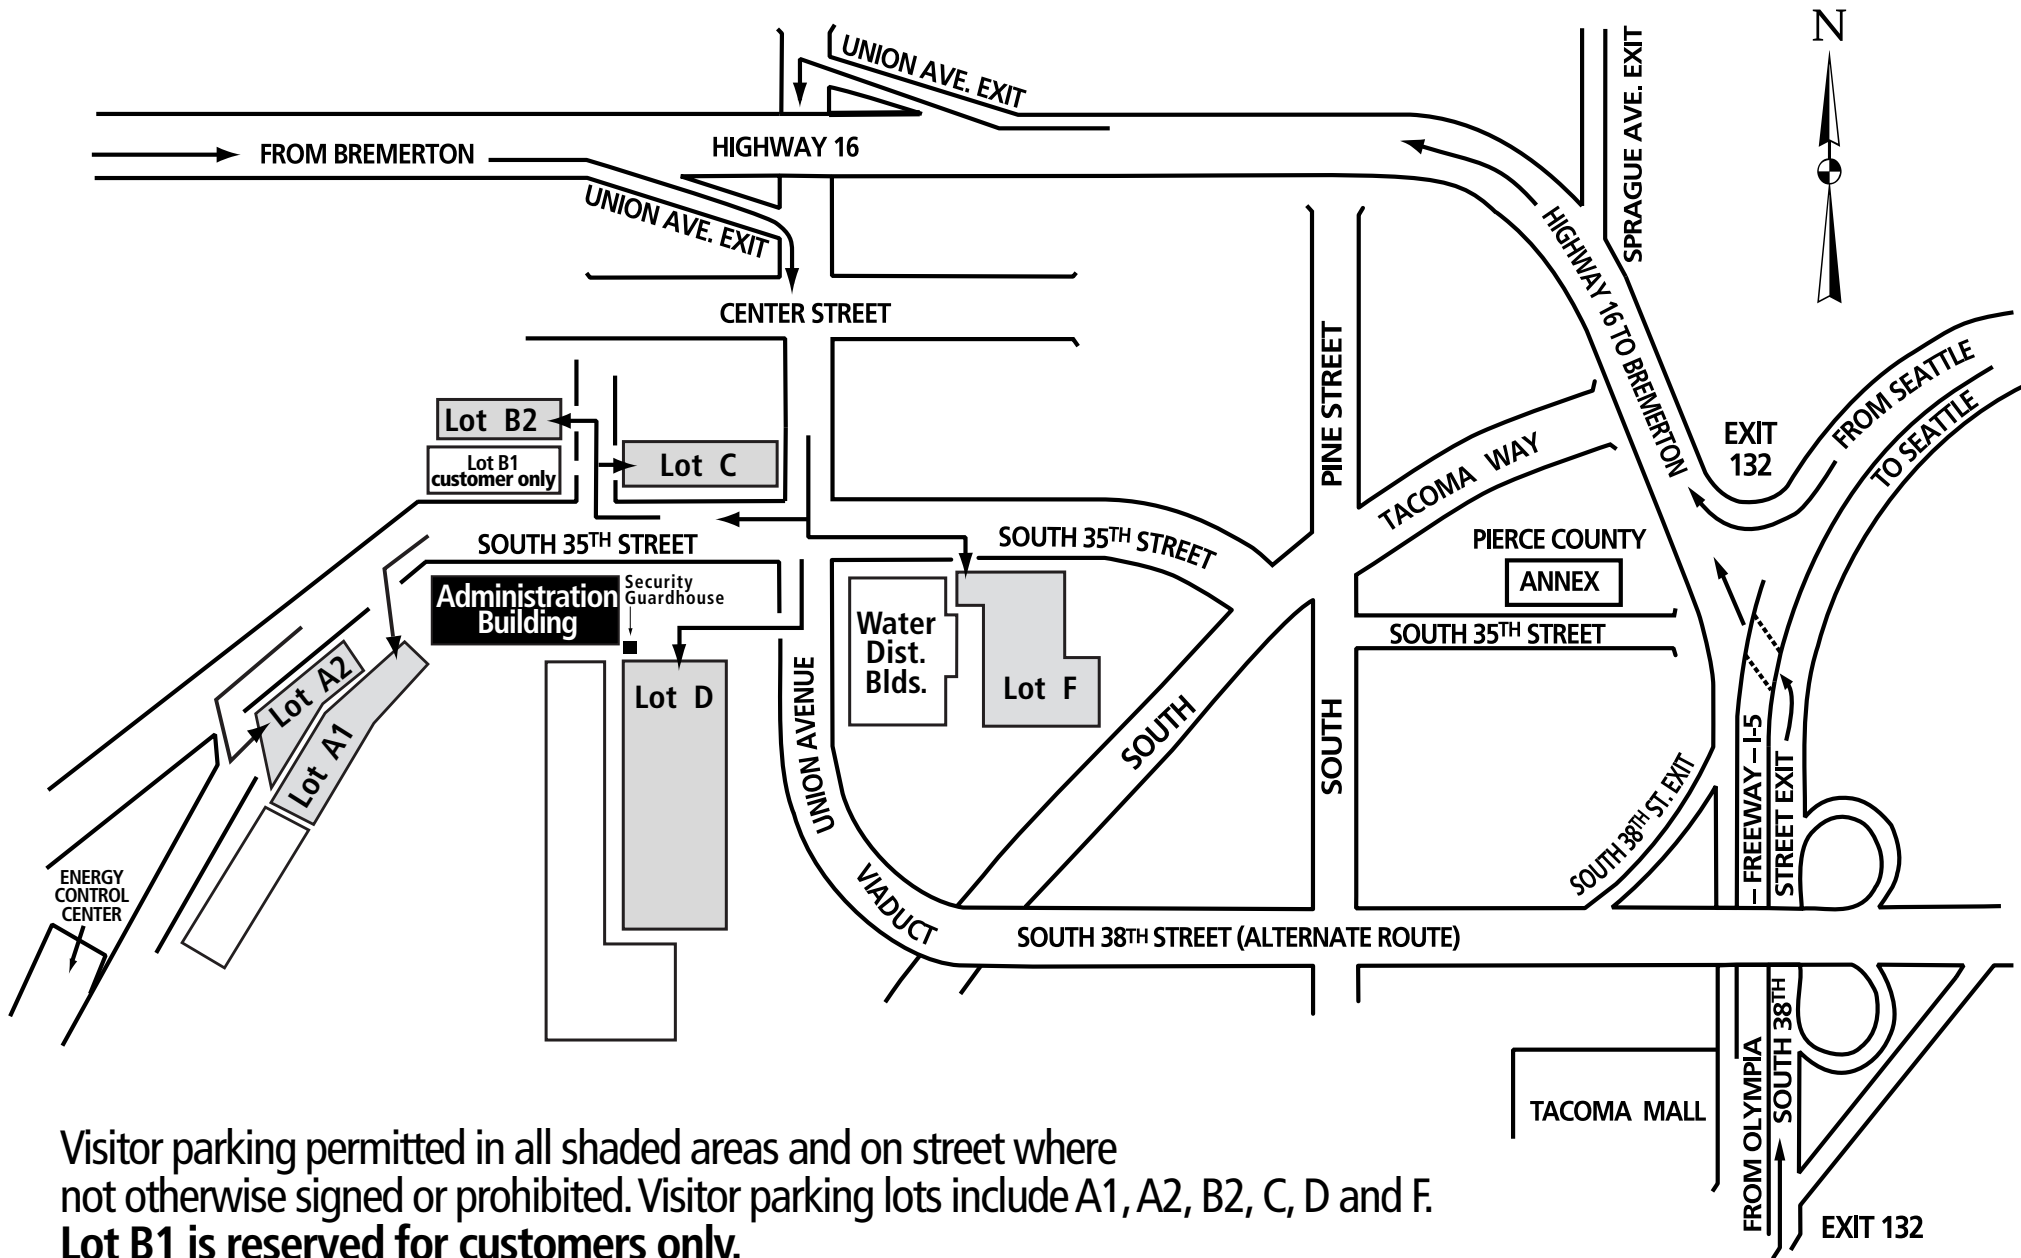 N
UNION AVE. EXIT
SPRAGUE AVE. EXIT
FROM BREMERTON
HIGHWAY 16
UNION AVE. EXIT
HIGHWAY 16 TO BREMERTON
CENTER STREET
PINE STREET
FROM SEATTLE
TO SEATTLE
EXIT
132
Lot B2
Lot B1
customer only
Lot C
TACOMA WAY
SOUTH 35TH STREET
SOUTH 35TH STREET
PIERCE COUNTY
ANNEX
Administration
Building
Security
Guardhouse
Water
Dist.
Blds.
SOUTH 35TH STREET
Lot A2
Lot A1
Lot D
Lot F
UNION AVENUE
VIADUCT
SOUTH
SOUTH
SOUTH 38TH ST. EXIT
FREEWAY I-5
STREET EXIT
ENERGY
CONTROL
CENTER
SOUTH 38TH STREET (ALTERNATE ROUTE)
FROM OLYMPIA
SOUTH 38TH
TACOMA MALL
EXIT 132
Visitor parking permitted in all shaded areas and on street where
not otherwise signed or prohibited. Visitor parking lots include A1, A2, B2, C, D and F.
Lot B1 is reserved for customers only.